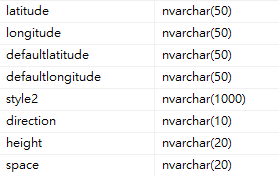 latitude nvarchar(50)
longitude nvarchar(50)
defaultlatitude nvarchar(50)
defaultlongitude nvarchar(50)
style2 nvarchar(1000)
direction nvarchar(10)
height nvarchar(20)
space nvarchar(20)